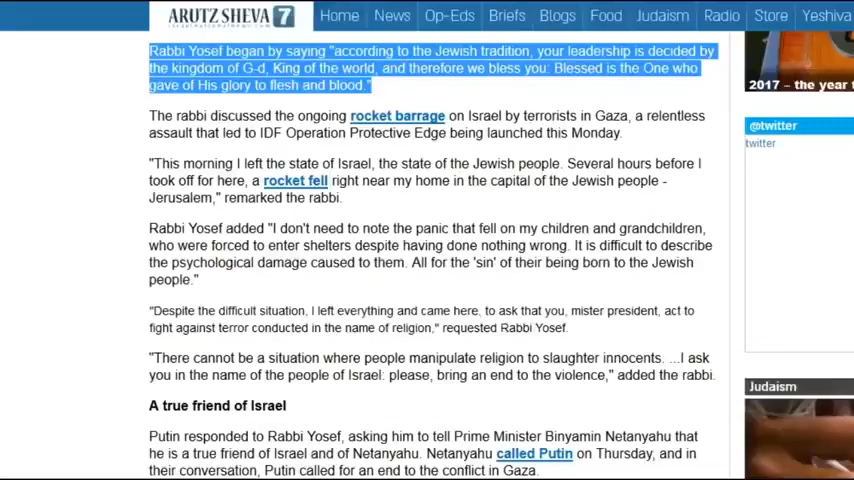 ARUTZ SHEVA 7
Home News Op-Eds Briefs Blogs Food Judaism Radio Store Yeshiva
Rabbi Yosef began by saying "according to the Jewish tradition, your leadership is decided by
the kingdom of G-d, King of the world, and therefore we bless you: Blessed is the One who
gave of His glory to flesh and blood."
The rabbi discussed the ongoing rocket barrage on Israel by terrorists in Gaza, a relentless
assault that led to IDF Operation Protective Edge being launched this Monday.
"This morning I left the state of Israel, the state of the Jewish people. Several hours before I
took off for here, a rocket fell right near my home in the capital of the Jewish people -
Jerusalem," remarked the rabbi.
Rabbi Yosef added "I don't need to note the panic that fell on my children and grandchildren,
who were forced to enter shelters despite having done nothing wrong. It is difficult to describe
the psychological damage caused to them. All for the 'sin' of their being born to the Jewish
people."
"Despite the difficult situation, I left everything and came here, to ask that you, mister president, act to
fight against terror conducted in the name of religion," requested Rabbi Yosef.
"There cannot be a situation where people manipulate religion to slaughter innocents. ...I ask
you in the name of the people of Israel: please, bring an end to the violence," added the rabbi.
A true friend of Israel
Putin responded to Rabbi Yosef, asking him to tell Prime Minister Binyamin Netanyahu that
he is a true friend of Israel and of Netanyahu. Netanyahu called Putin on Thursday, and in
their conversation, Putin called for an end to the conflict in Gaza.
2017 – the year t
@twitter
twitter
Judaism